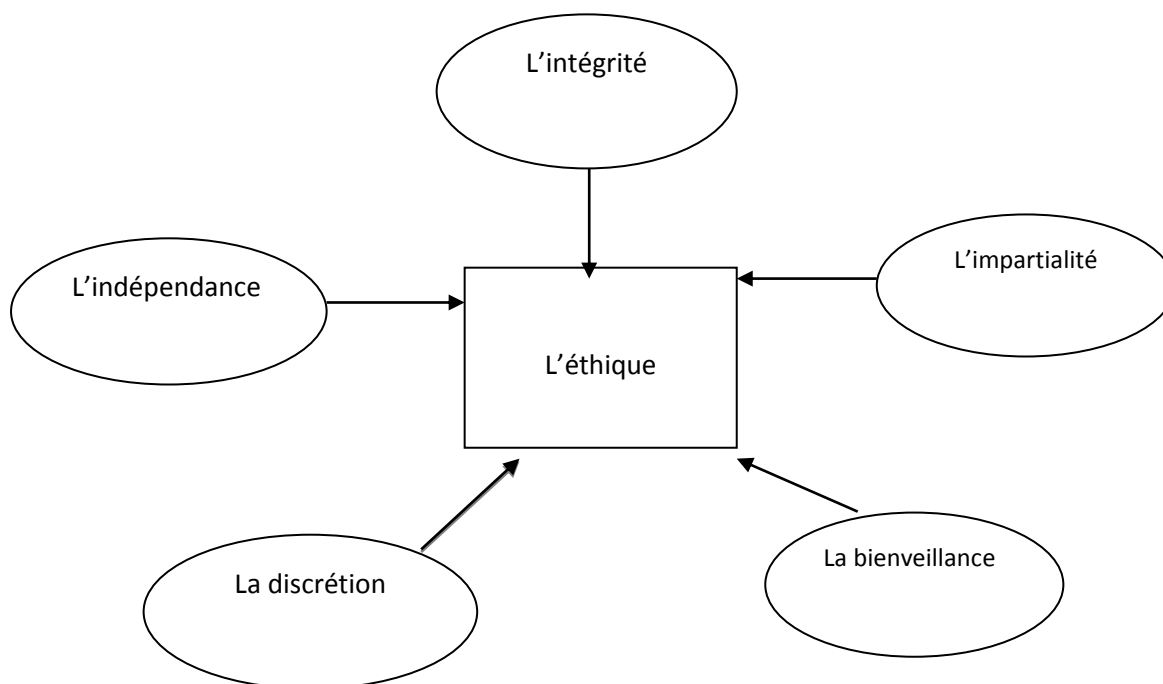 L’intégrité
L’impartialité
L’indépendance
L’éthique
La bienveillance
La discrétion